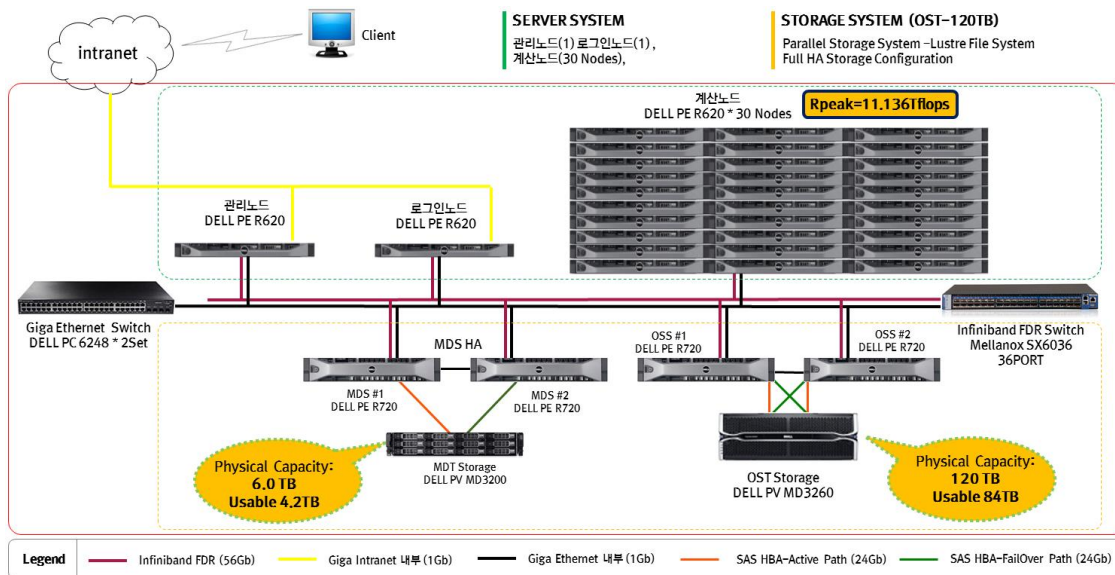 intranet
Client
SERVER SYSTEM
관리노드(1) 로그인노드(1) ,
계산노드(30 Nodes),
STORAGE SYSTEM (OST-120TB)
Parallel Storage System –Lustre File System
Full HA Storage Configuration
계산노드
DELL PE R620 * 30 Nodes
Rpeak=11.136Tflops
관리노드
DELL PE R620
로그인노드
DELL PE R620
Giga Ethernet Switch
DELL PC 6248 * 2Set
Infiniband FDR Switch
Mellanox SX6036
36PORT
MDS HA
OSS #1
DELL PE R720
OSS #2
DELL PE R720
MDS #1
DELL PE R720
MDS #2
DELL PE R720
MDT Storage
DELL PV MD3200
OST Storage
DELL PV MD3260
Physical Capacity:
6.0 TB
Usable 4.2TB
Physical Capacity:
120 TB
Usable 84TB
Legend
Infiniband FDR (56Gb)
Giga Intranet 내부 (1Gb)
Giga Ethernet 내부 (1Gb)
SAS HBA-Active Path (24Gb)
SAS HBA-FailOver Path (24Gb)